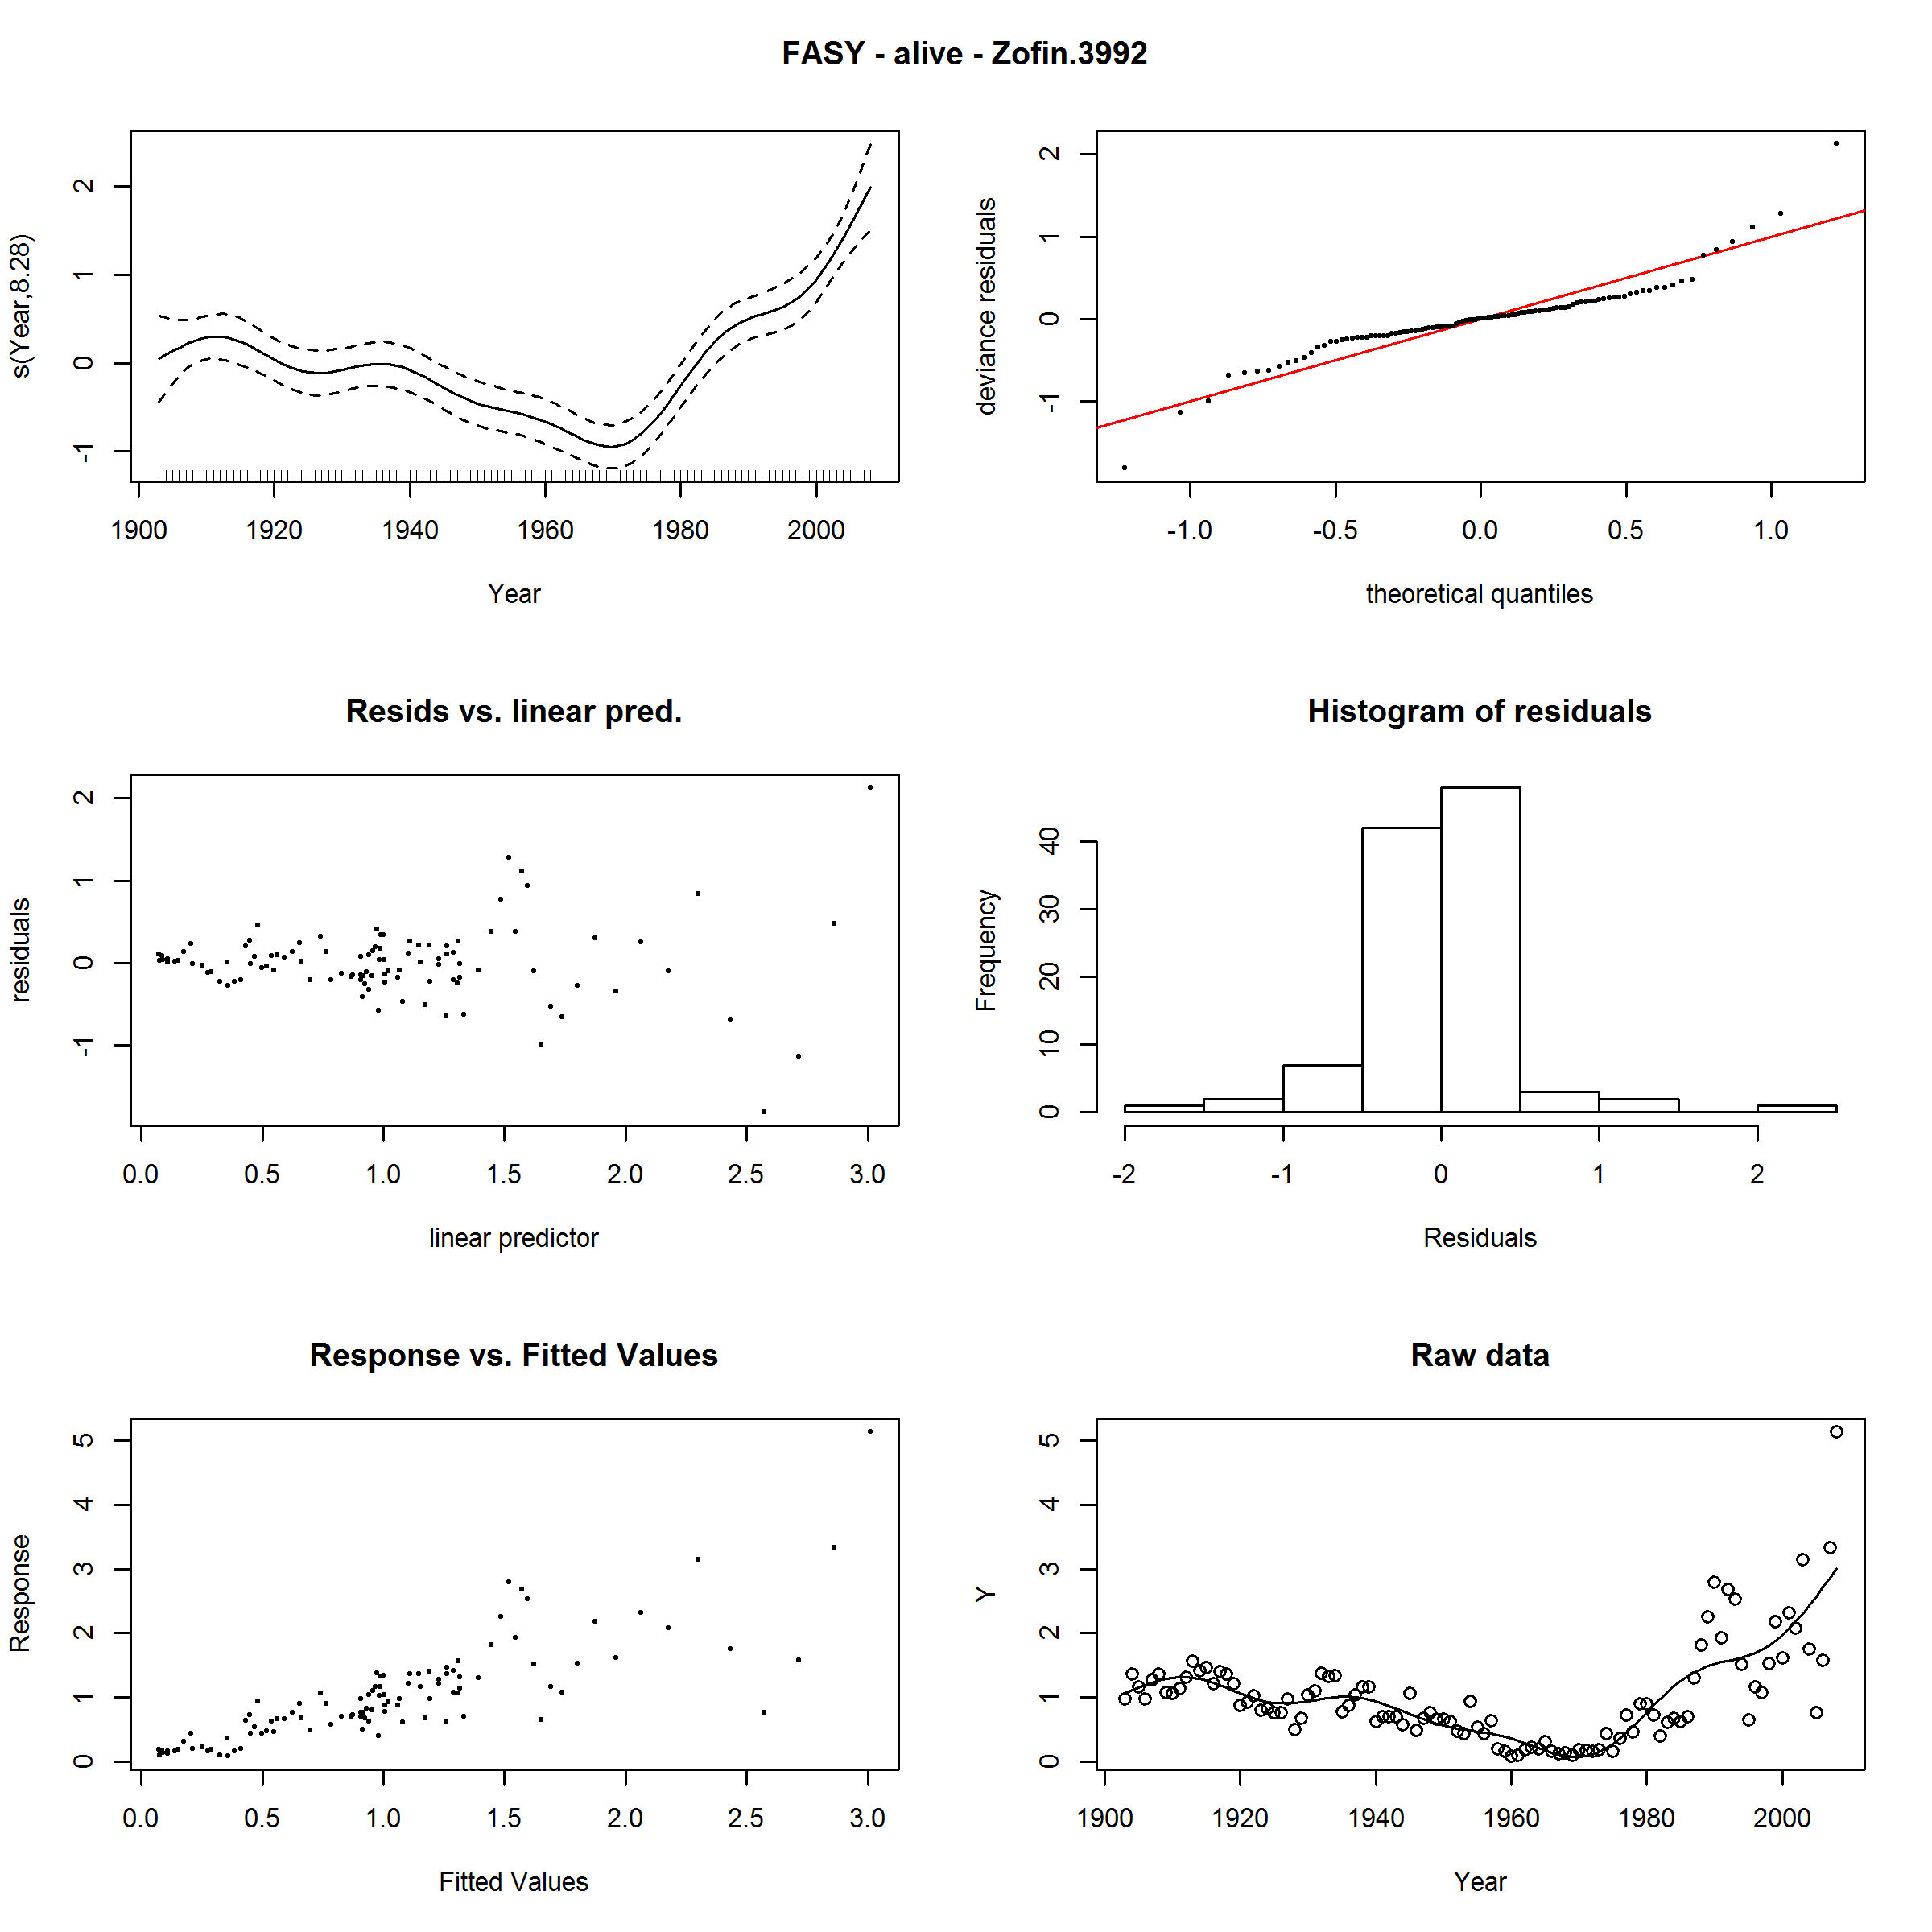 FASY - alive - Zofin.3992
s(Year,8.28)
2
1
0
-1
1900 1920 1940 1960 1980 2000
Year
deviance residuals
2
1
0
-1
-1.0 -0.5 0.0 0.5 1.0
theoretical quantiles
Resids vs. linear pred.
residuals
2
1
0
-1
0.0 0.5 1.0 1.5 2.0 2.5 3.0
linear predictor
Histogram of residuals
Frequency
40
30
20
10
0
-2 -1 0 1 2
Residuals
Response vs. Fitted Values
Response
5
4
3
2
1
0
0.0 0.5 1.0 1.5 2.0 2.5 3.0
Fitted Values
Raw data
Y
5
4
3
2
1
0
1900 1920 1940 1960 1980 2000
Year